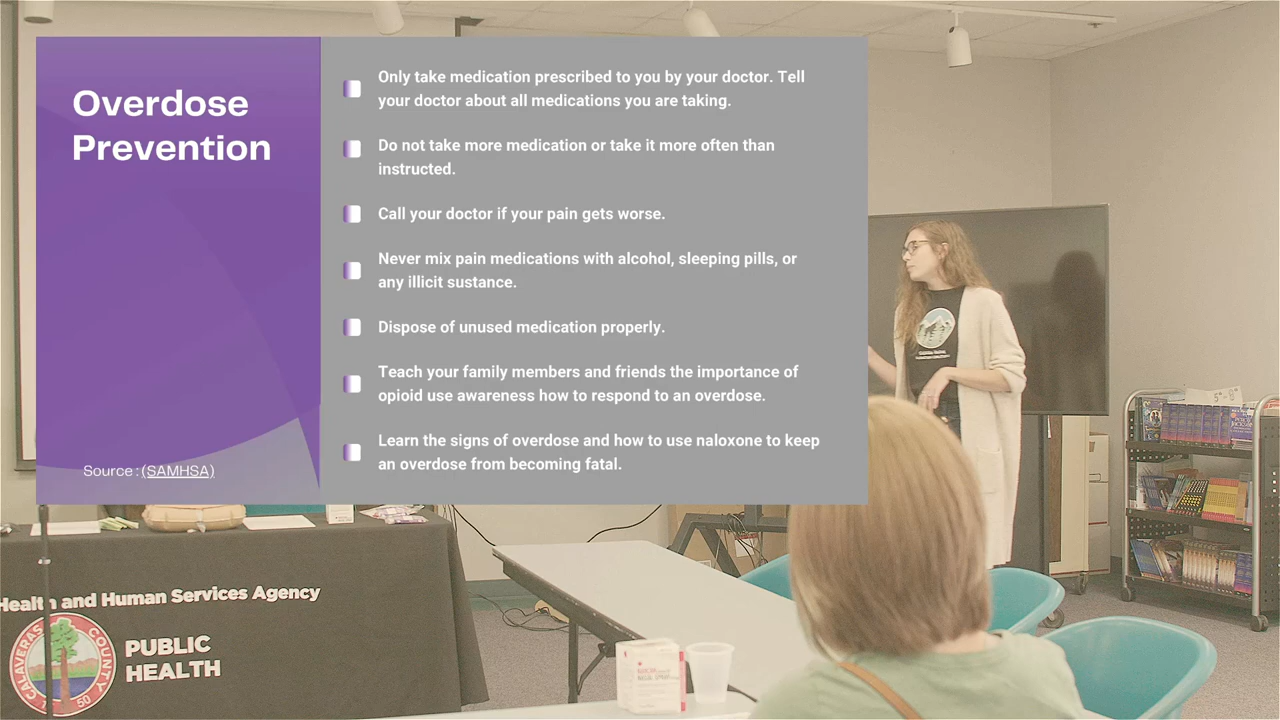 Overdose
Prevention
Source : (SAMHSA)
Only take medication prescribed to you by your doctor. Tell
your doctor about all medications you are taking.
Do not take more medication or take it more often than
instructed.
Call your doctor if your pain gets worse.
Never mix pain medications with alcohol, sleeping pills, or
any illicit sustance.
Dispose of unused medication properly.
Teach your family members and friends the importance of
opioid use awareness how to respond to an overdose.
Learn the signs of overdose and how to use naloxone to keep
an overdose from becoming fatal.
Health and Human Services Agency
CALAVERAS COUNTY
PUBLIC
HEALTH
NASAL SPRAY